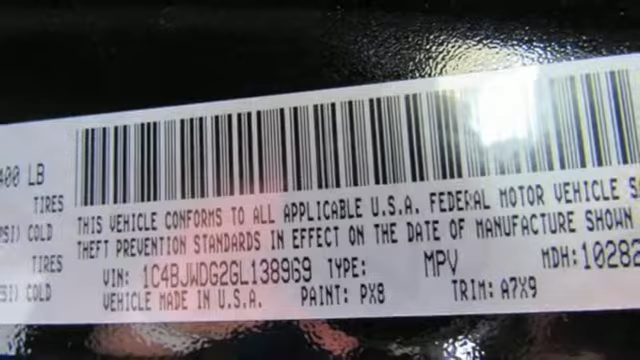 400 LB
TIRES
PSI) COLD
TIRES
SI) COLD
THIS VEHICLE CONFORMS TO ALL APPLICABLE U.S.A. FEDERAL MOTOR VEHICLE
THEFT PREVENTION STANDARDS IN EFFECT ON THE DATE OF MANUFACTURE SHOWN
VIN: 1C4BJWDG2GL138969 TYPE: MPV MDH:10282
VEHICLE MADE IN U.S.A. PAINT: PX8 TRIM: A7X9